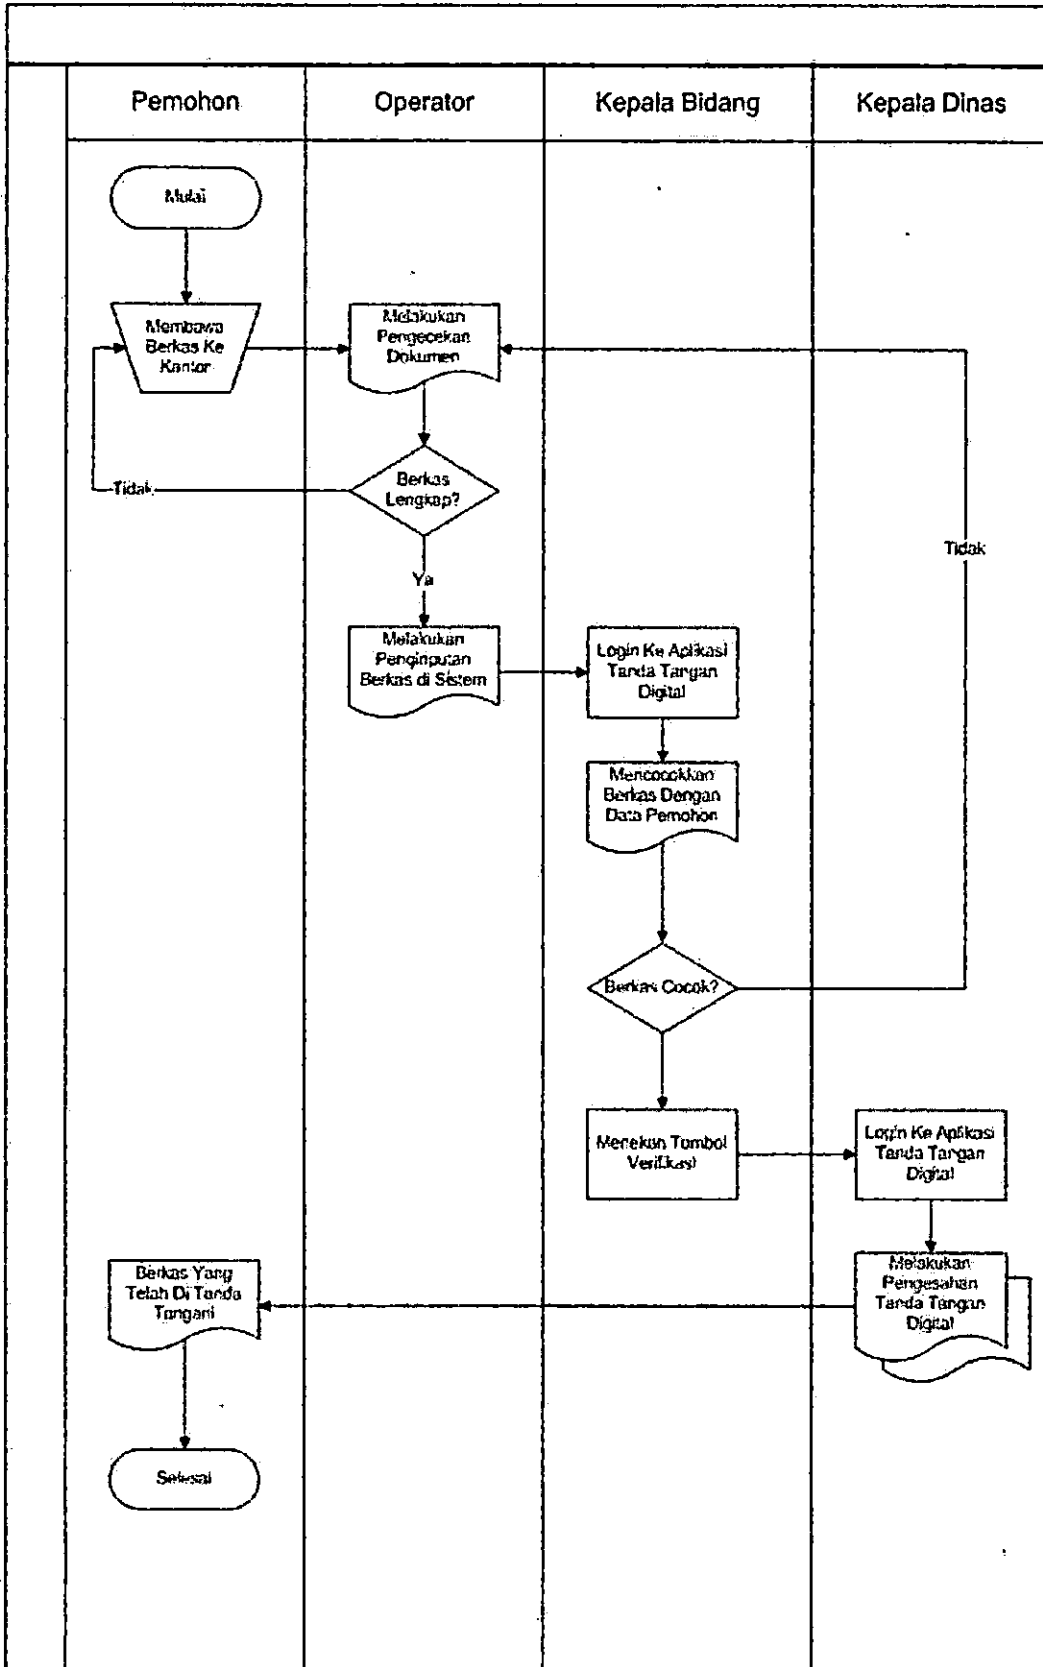 Pemohon
Operator
Kepala Bidang
Kepala Dinas
Mulai
Membawa
Berkas Ke
Kantor
Melakukan
Pengecekan
Dokumen
Tidak
Berkas
Lengkap?
Tidak
Ya
Melakukan
Penginputan
Berkas di Sistem
Login Ke Aplikasi
Tanda Tangan
Digital
Mencocokkan
Berkas Dengan
Data Pemohon
Berkas Cocok?
Menekan Tombol
Verifikasi
Login Ke Aplikasi
Tanda Tangan
Digital
Melakukan
Pengesahan
Tanda Tangan
Digital
Berkas Yang
Telah Di Tanda
Tangani
Selesai